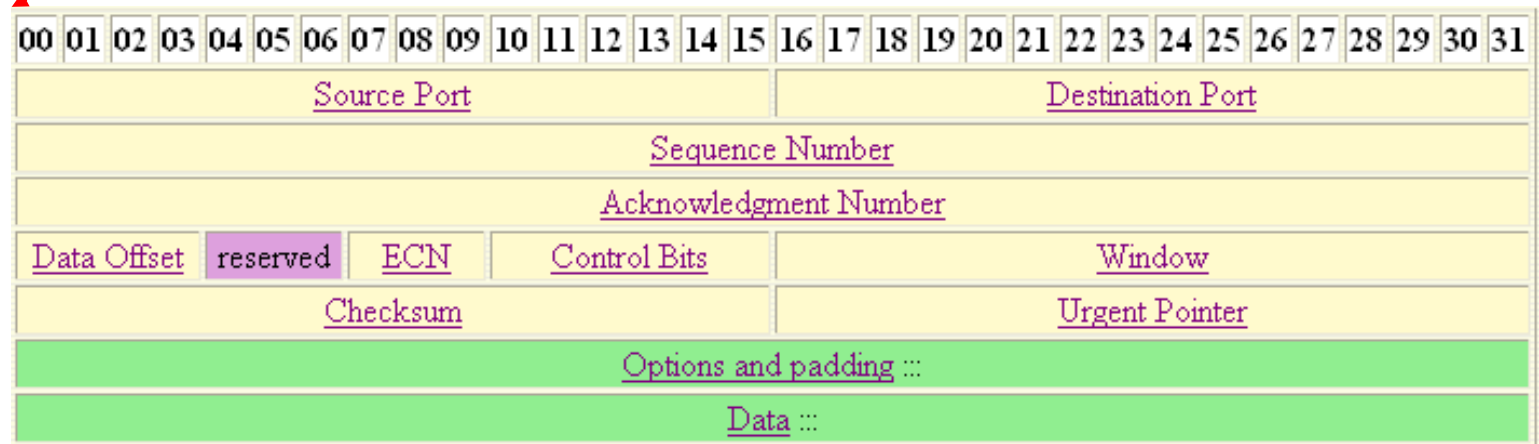 00 01 02 03 04 05 06 07 08 09 10 11 12 13 14 15 16 17 18 19 20 21 22 23 24 25 26 27 28 29 30 31
Source Port Destination Port
Sequence Number
Acknowledgment Number
Data Offset reserved ECN Control Bits Window
Checksum Urgent Pointer
Options and padding :::
Data :::